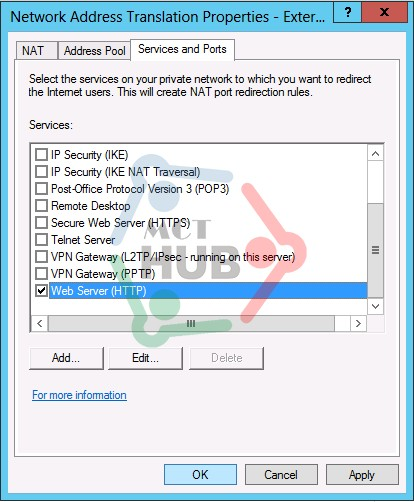 Network Address Translation Properties - Exter...
? X
NAT Address Pool Services and Ports
Select the services on your private network to which you want to redirect
the Internet users. This will create NAT port redirection rules.
Services:
IP Security (IKE)
IP Security (IKE NAT Traversal)
Post-Office Protocol Version 3 (POP3)
Remote Desktop
Secure Web Server (HTTPS)
Telnet Server
VPN Gateway (L2TP/IPsec - running on this server)
VPN Gateway (PPTP)
Web Server (HTTP)
MCT
HUB
Add... Edit... Delete
For more information
OK Cancel Apply